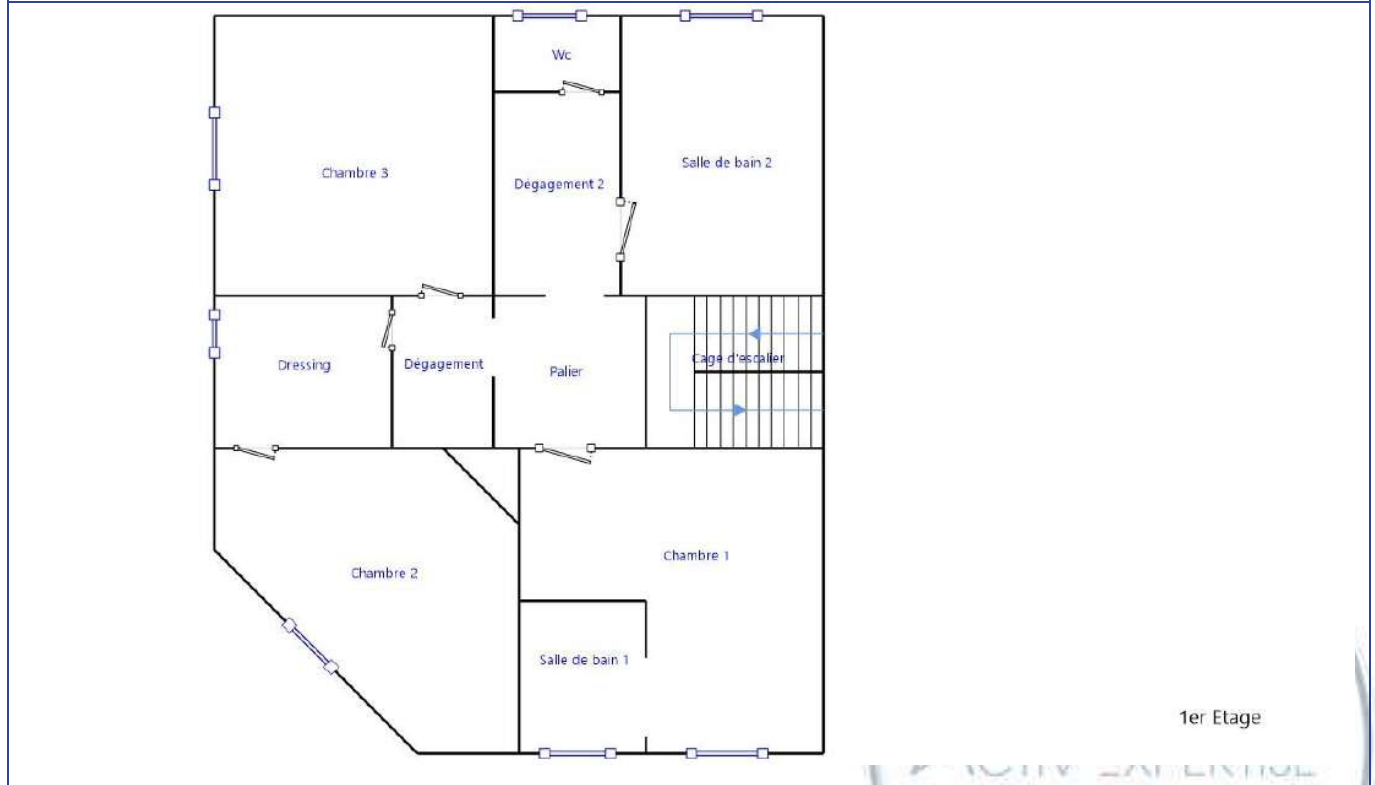 Wc
Chambre 3
Dégagement 2
Salle de bain 2
Dressing
Dégagement
Palier
Cage d'escalier
Chambre 2
Chambre 1
Salle de bain 1
1er Etage